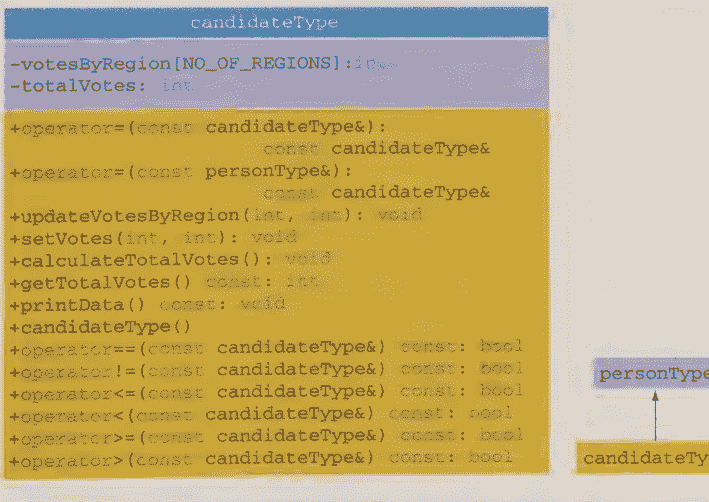 candidateType
-votesByRegion[NO_OF_REGIONS]:int
-totalVotes: int
+operator=(const candidateType&):
const candidateType&
+operator=(const personType&):
const candidateType&
+updateVotesByRegion(int, int): void
+setVotes(int, int): void
+calculateTotalVotes(): void
+getTotalVotes() const: int
+printData() const: void
+candidateType()
+operator==(const candidateType&) const: bool
+operator!=(const candidateType&) const: bool
+operator<=(const candidateType&) const: bool
+operator<(const candidateType&) const: bool
+operator>=(const candidateType&) const: bool
+operator>(const candidateType&) const: bool
personType
candidateTy